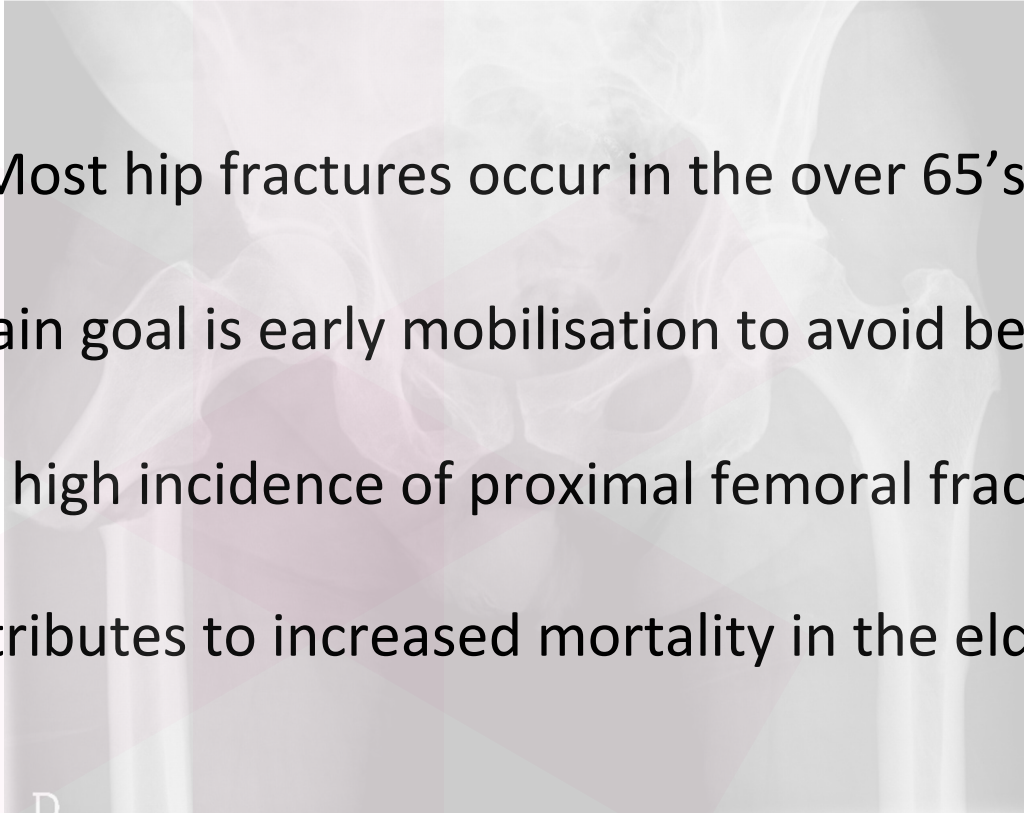 Most hip fractures occur in the over 65’s
ain goal is early mobilisation to avoid be
high incidence of proximal femoral frac
tributes to increased mortality in the eld
D